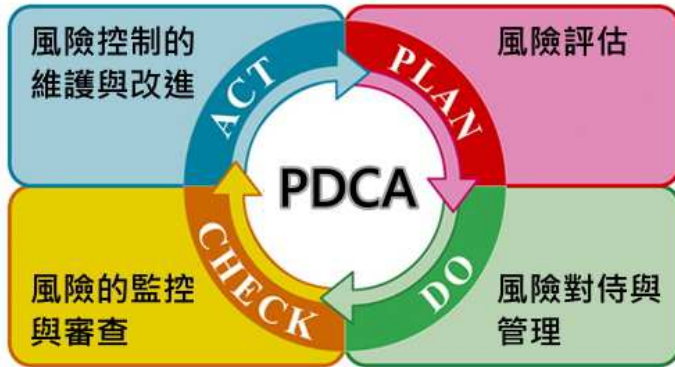 風險控制的
維護與改進
ACT
PLAN
風險評估
PDCA
風險的監控
與審查
CHECK
DO
風險對侍與
管理